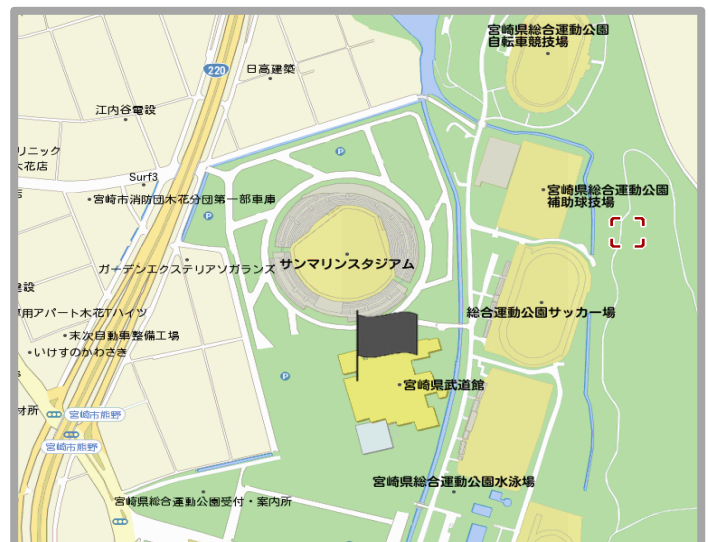 宮崎県総合運動公園
自転車競技場
220
日高建築
江内谷電設
リニック
木花店
Surf3
店
宮崎県総合運動公園
補助球技場
宮崎市消防団木花分団第一部車庫
P
P
ガーデンエクステリアソガランズ
サンマリンスタジアム
建設
専用アパート木花Tハイツ
総合運動公園サッカー場
末次自動車整備工場
いけすのかわさき
s
P
宮崎県武道館
材所
宮崎市熊野
宮崎市熊野
宮崎県総合運動公園水泳場
宮崎県総合運動公園受付・案内所